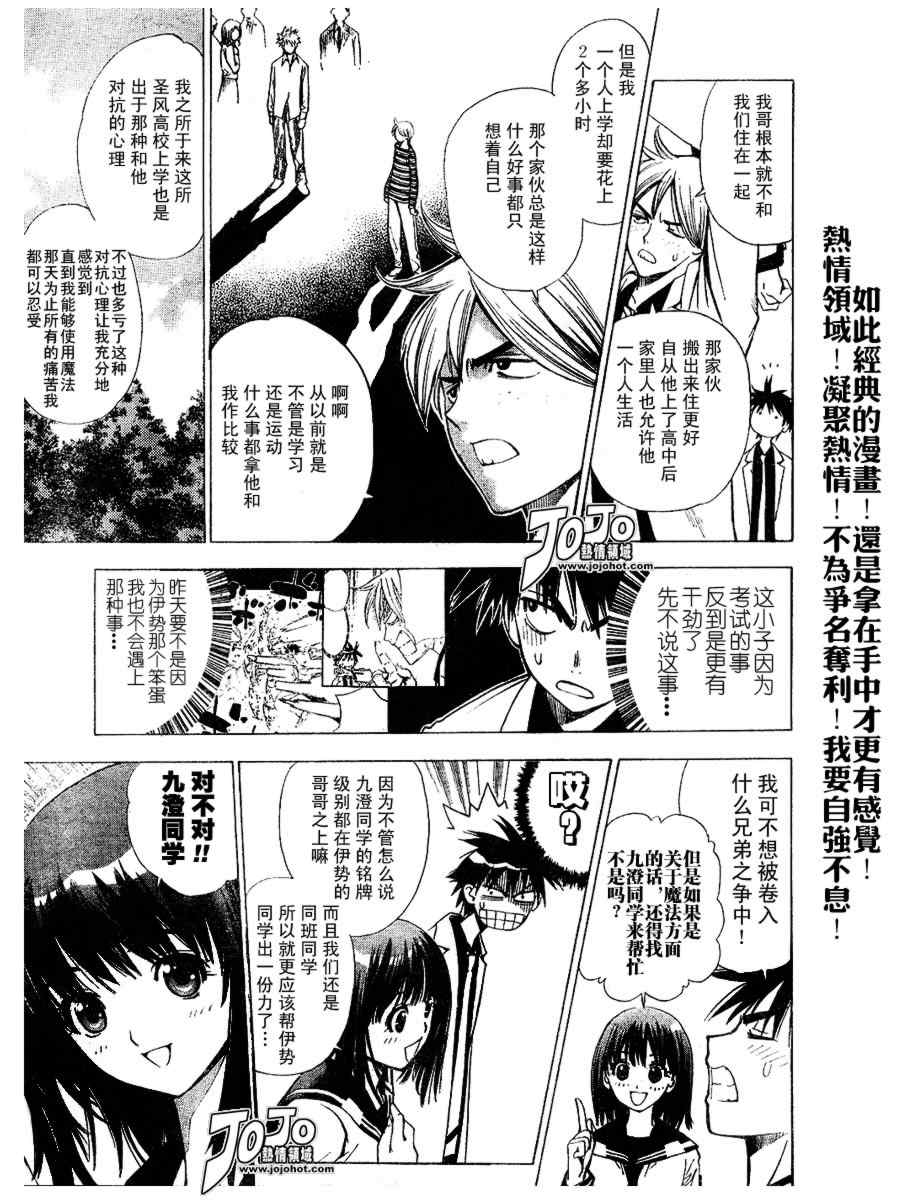 我哥根本就不和
我们住在一起
那家伙
搬出来住更好
自从他上了高中后
家里人也允许他
一个人生活
但是我
一个人上学却要花上
2个多小时
那个家伙总是这样
什么好事都只
想着自己
啊啊
从以前就是
不管是学习
还是运动
什么事都拿他和
我作比较
我之所于来这所
圣风高校上学也是
出于那种和他
对抗的心理
不过也多亏了这种
对抗心理让我充分地
感觉到
直到我能够使用魔法
那天为止所有的痛苦我
都可以忍受
JOJO
熱情領域
www.jojohot.com
这小子因为
考试的事
反到是更有
干劲了
先不说这事…
昨天要不是因
为伊势那个笨蛋
我也不会遇上
那种事…
我可不想被卷入
什么兄弟之争中!
但是如果是
关于魔法方面
的话,还得找
九澄同学来帮忙
不是吗?
哎?
因为不管怎么说
九澄同学的铭牌
级别都在伊势的
哥哥之上嘛
而且我们还是
同班同学
所以就更应该帮伊势
同学出一份力了…
对不对!!
九澄同学
JOJO
熱情領域
www.jojohot.com
如此經典的漫畫!還是拿在手中才更有感覺!
熱情領域!凝聚熱情!不為爭名奪利!我要自強不息!